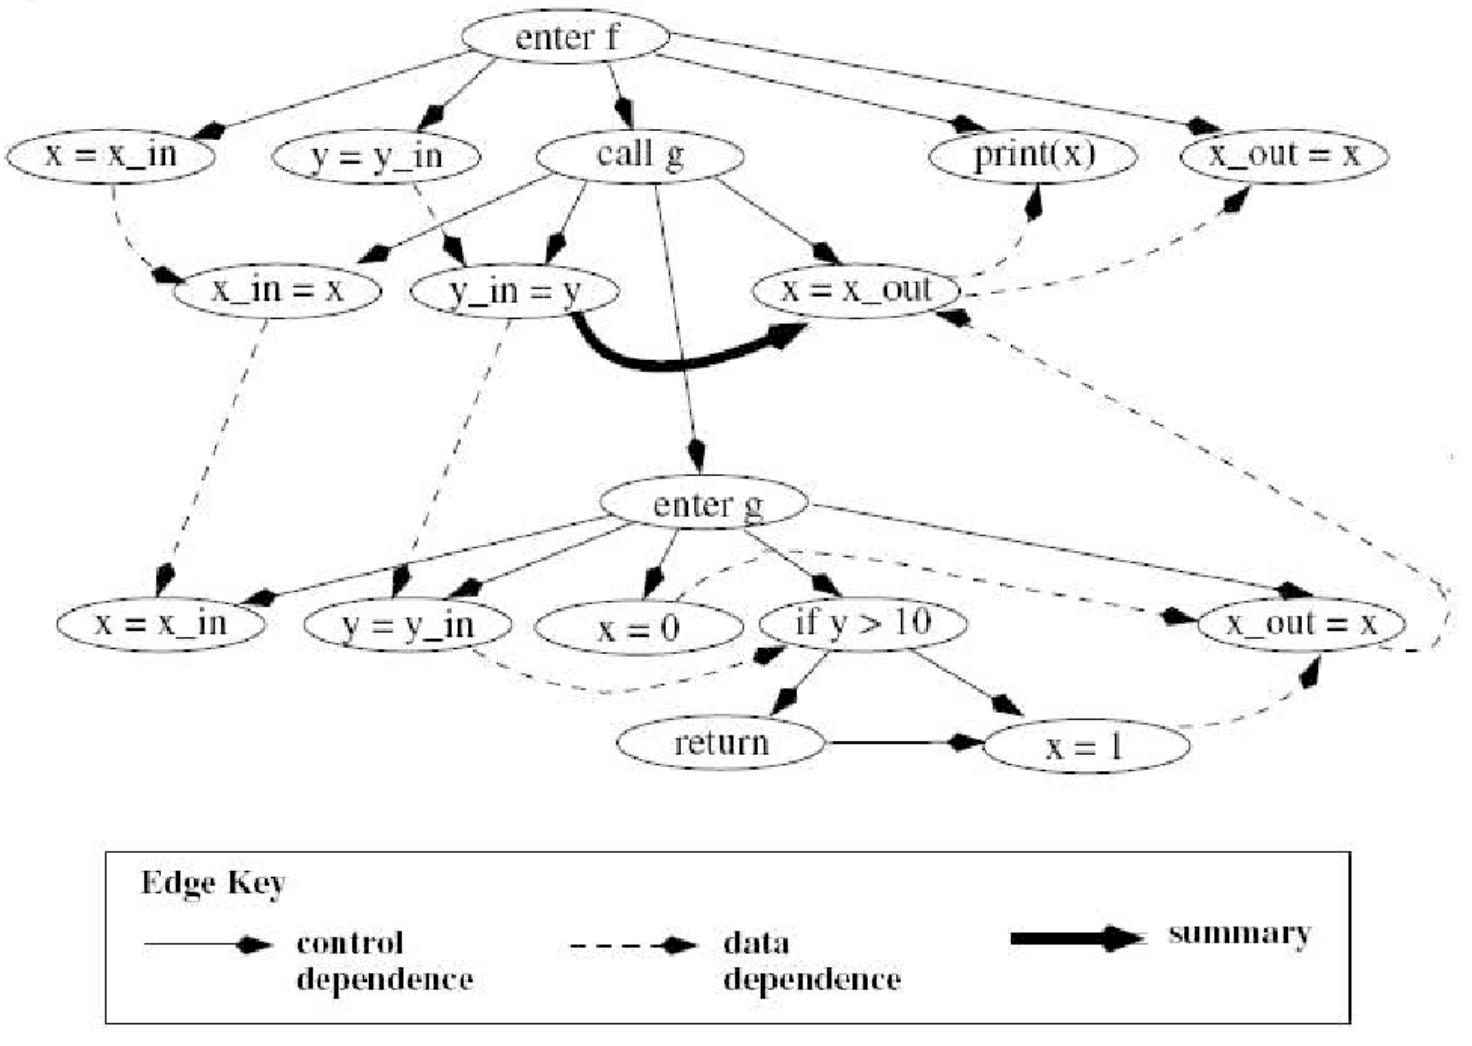 enter f
x = x_in
y = y_in
call g
print(x)
x_out = x
x_in = x
y_in = y
x = x_out
enter g
x = x_in
y = y_in
x = 0
if y > 10
x_out = x
return
x = 1
Edge Key
control
dependence
data
dependence
summary